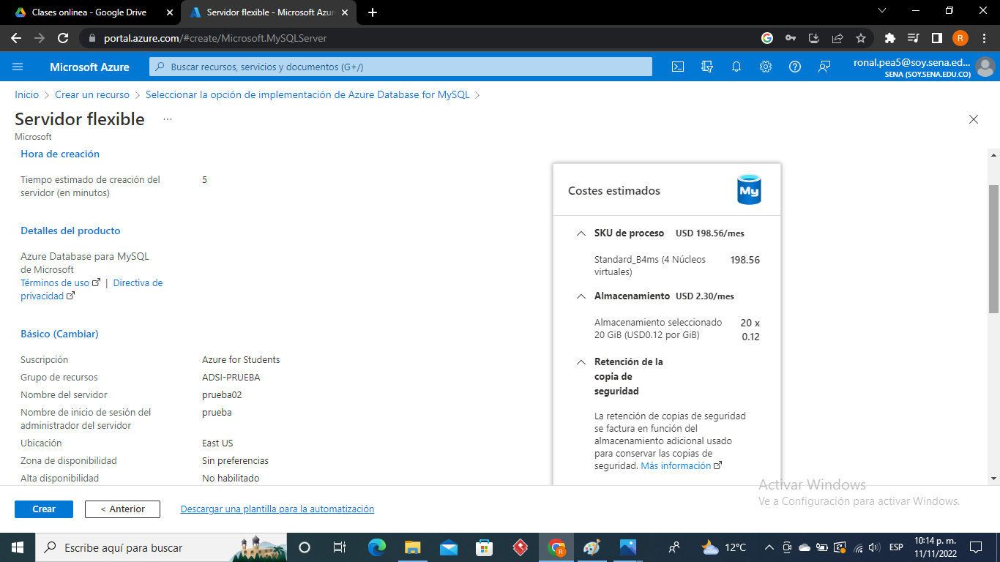 Clases onlinea - Google Drive
Servidor flexible - Microsoft Azur
portal.azure.com/#create/Microsoft.MySQLServer
G
R
Microsoft Azure
Buscar recursos, servicios y documentos (G+/)
ronal.pea5@soy.sena.ed...
SENA (SOY.SENA.EDU.CO)
Inicio > Crear un recurso > Seleccionar la opción de implementación de Azure Database for MySQL >
Servidor flexible ...
Microsoft
Hora de creación
Tiempo estimado de creación del 5
servidor (en minutos)
Detalles del producto
Azure Database para MySQL
de Microsoft
Términos de uso | Directiva de
privacidad
Básico (Cambiar)
Suscripción Azure for Students
Grupo de recursos ADSI-PRUEBA
Nombre del servidor prueba02
Nombre de inicio de sesión del prueba
administrador del servidor
Ubicación East US
Zona de disponibilidad Sin preferencias
Alta disponibilidad No habilitado
Costes estimados
My
SKU de proceso USD 198.56/mes
Standard_B4ms (4 Núcleos 198.56
virtuales)
Almacenamiento USD 2.30/mes
Almacenamiento seleccionado 20 x
20 GiB (USD0.12 por GiB) 0.12
Retención de la
copia de
seguridad
La retención de copias de seguridad
se factura en función del
almacenamiento adicional usado
para conservar las copias de
seguridad. Más información
Activar Windows
Ve a Configuración para activar Windows.
Crear < Anterior Descargar una plantilla para la automatización
Escribe aquí para buscar
R
12°C
ESP
10:14 p. m.
11/11/2022